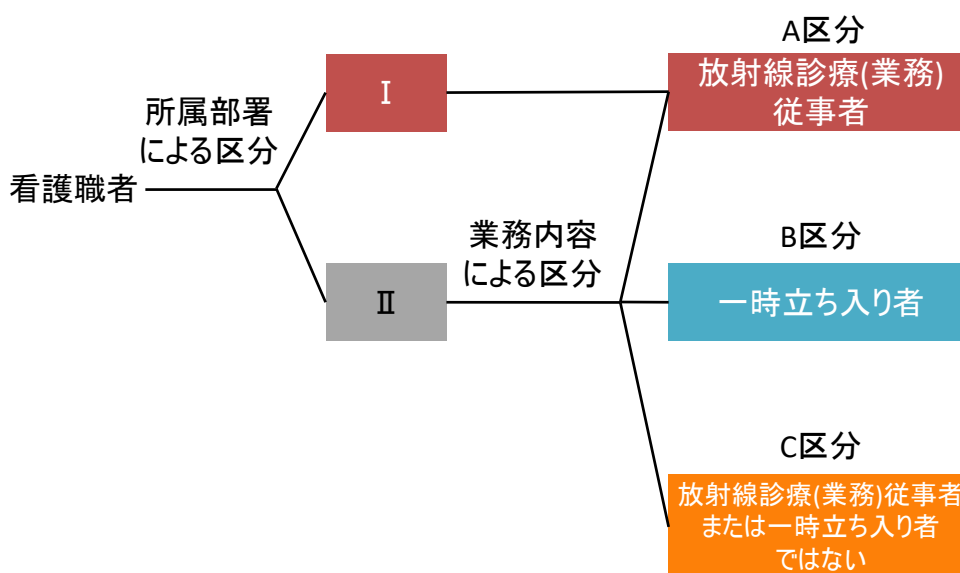 看護職者
所属部署
による区分
Ⅰ
Ⅱ
業務内容
による区分
A区分
放射線診療(業務)
従事者
B区分
一時立ち入り者
C区分
放射線診療(業務)従事者
または一時立ち入り者
ではない